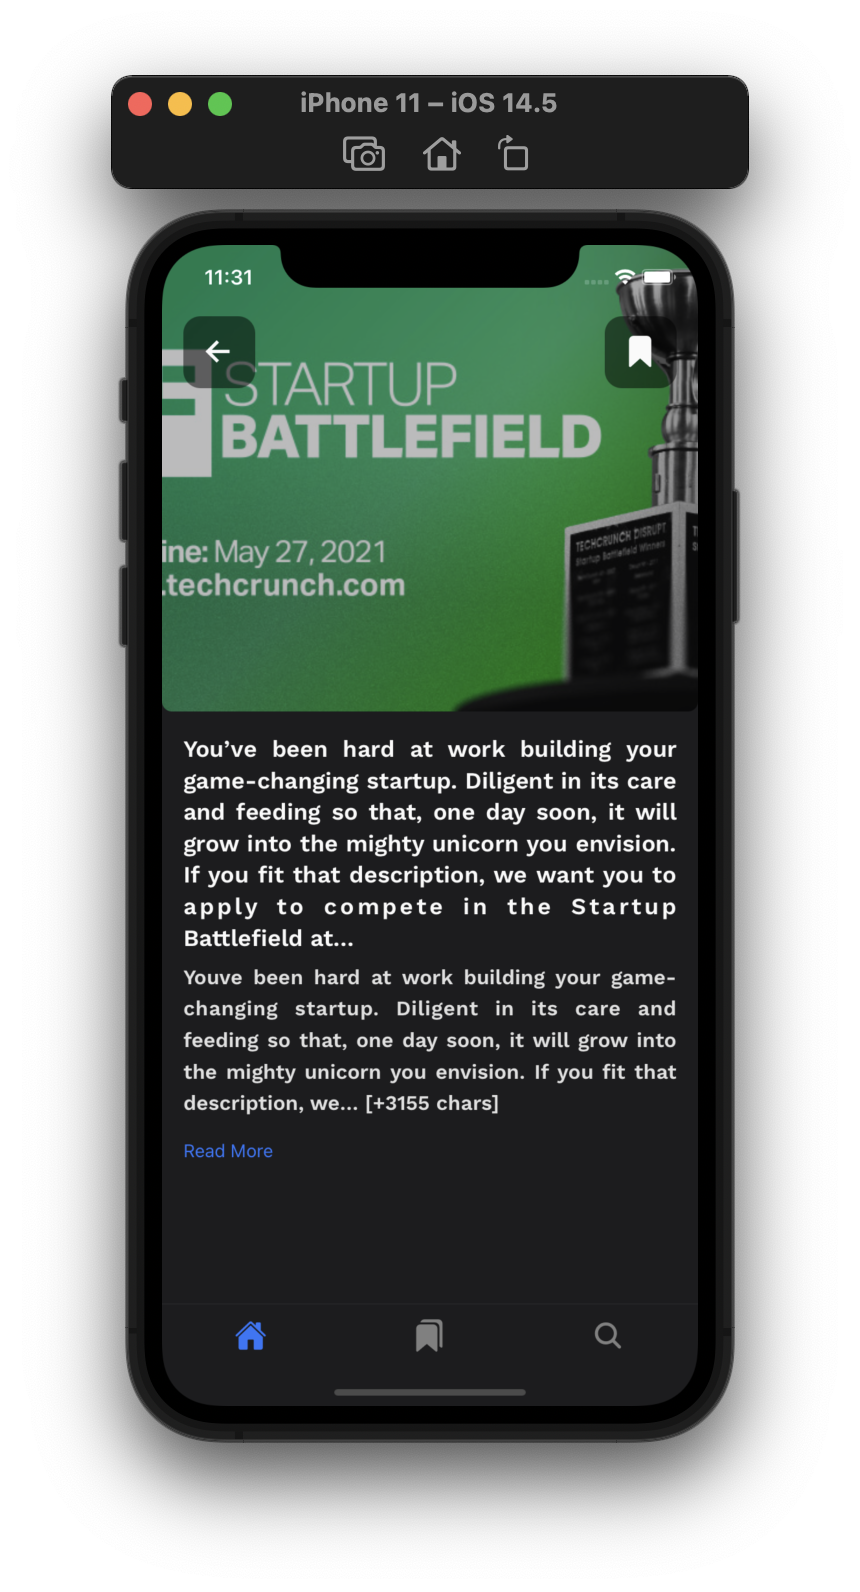 iPhone 11 – iOS 14.5
11:31
STARTUP
BATTLEFIELD
ine: May 27, 2021
.techcrunch.com
TECHCRUNCH DISRUPT
Startup Battlefield Winners
You’ve been hard at work building your
game-changing startup. Diligent in its care
and feeding so that, one day soon, it will
grow into the mighty unicorn you envision.
If you fit that description, we want you to
apply to compete in the Startup
Battlefield at…
Youve been hard at work building your game-
changing startup. Diligent in its care and
feeding so that, one day soon, it will grow into
the mighty unicorn you envision. If you fit that
description, we… [+3155 chars]
Read More